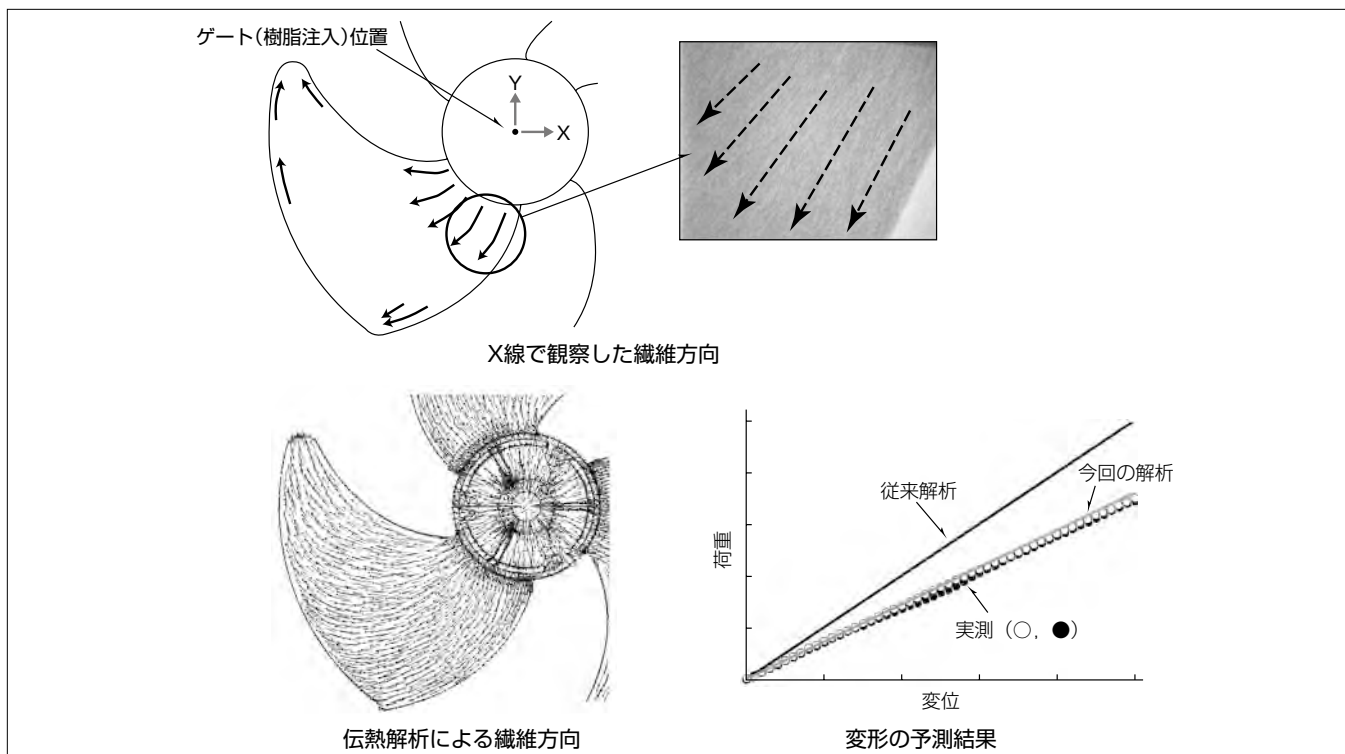 ゲート(樹脂注入)位置
Y
X
X線で観察した繊維方向
従来解析
今回の解析
荷重
実測(○,●)
変位
伝熱解析による繊維方向
変形の予測結果